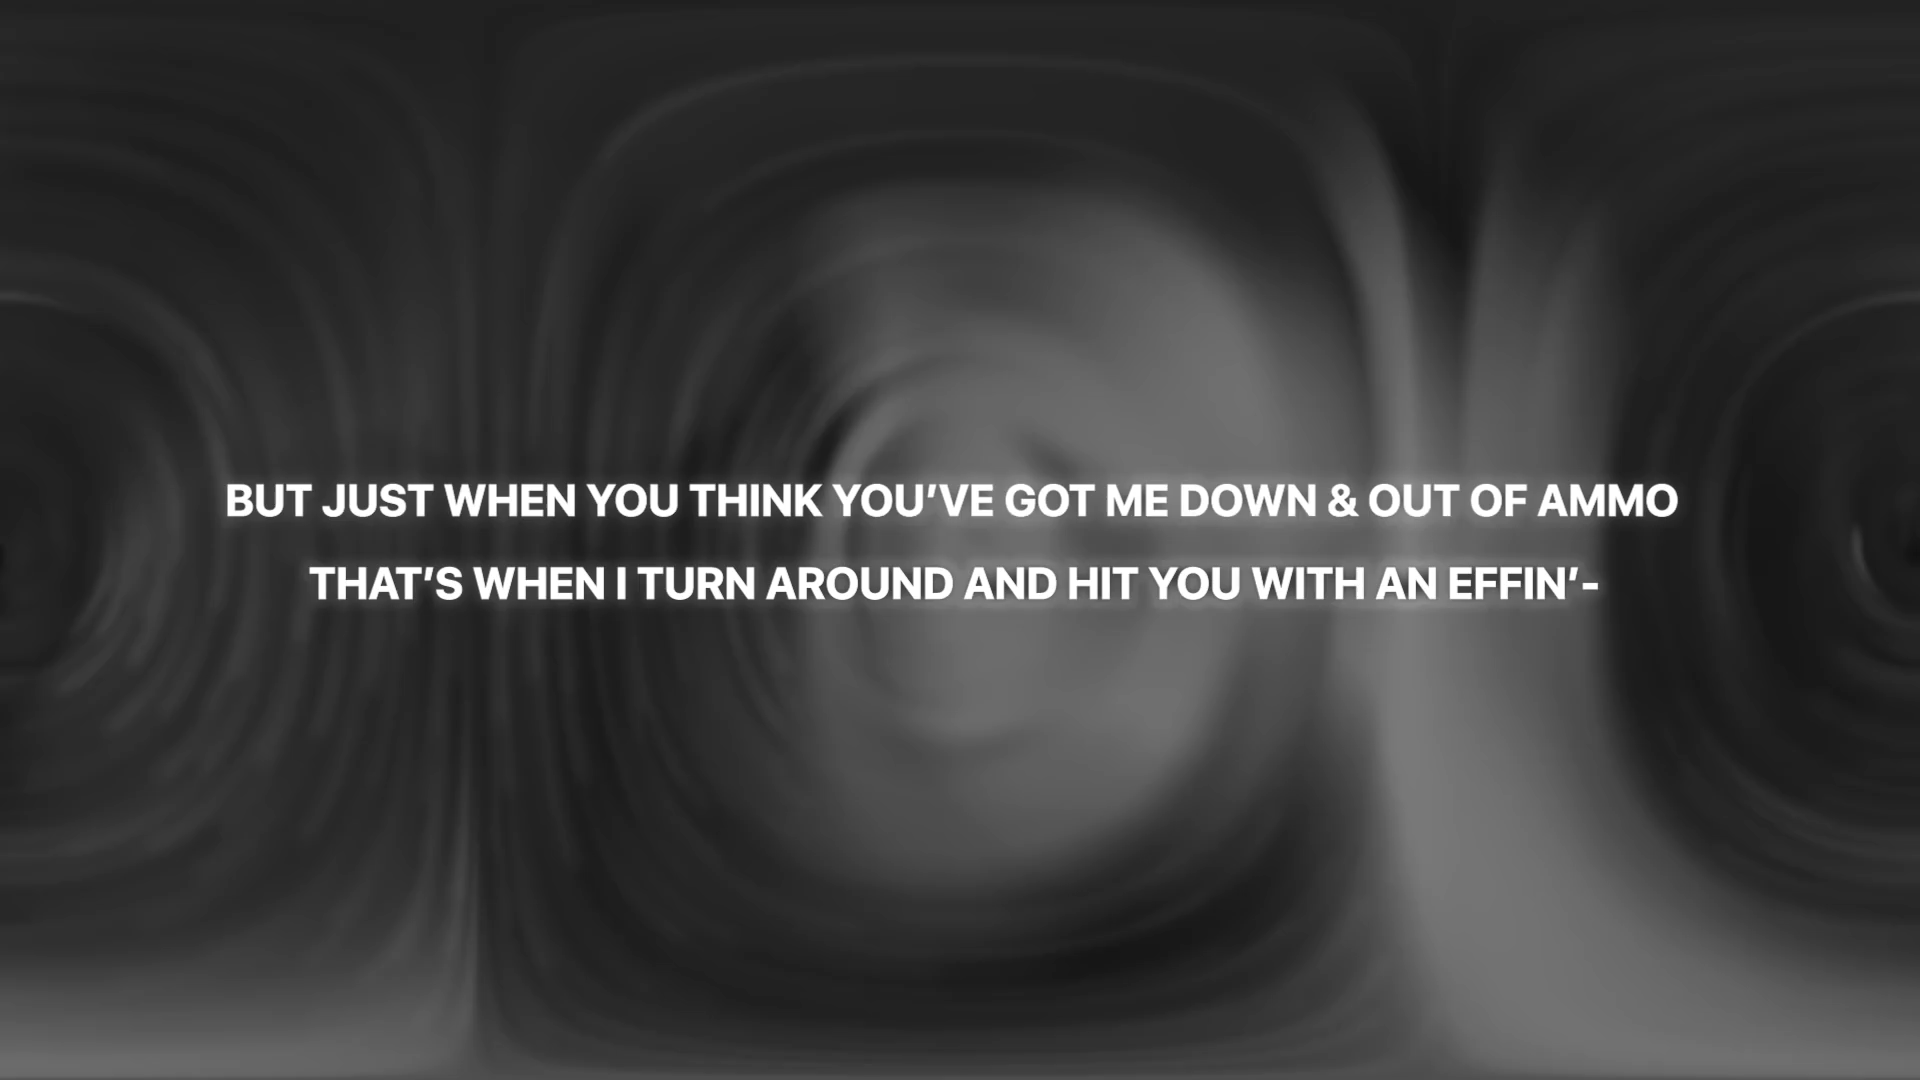 BUT JUST WHEN YOU THINK YOU’VE GOT ME DOWN & OUT OF AMMO
THAT’S WHEN I TURN AROUND AND HIT YOU WITH AN EFFIN’-